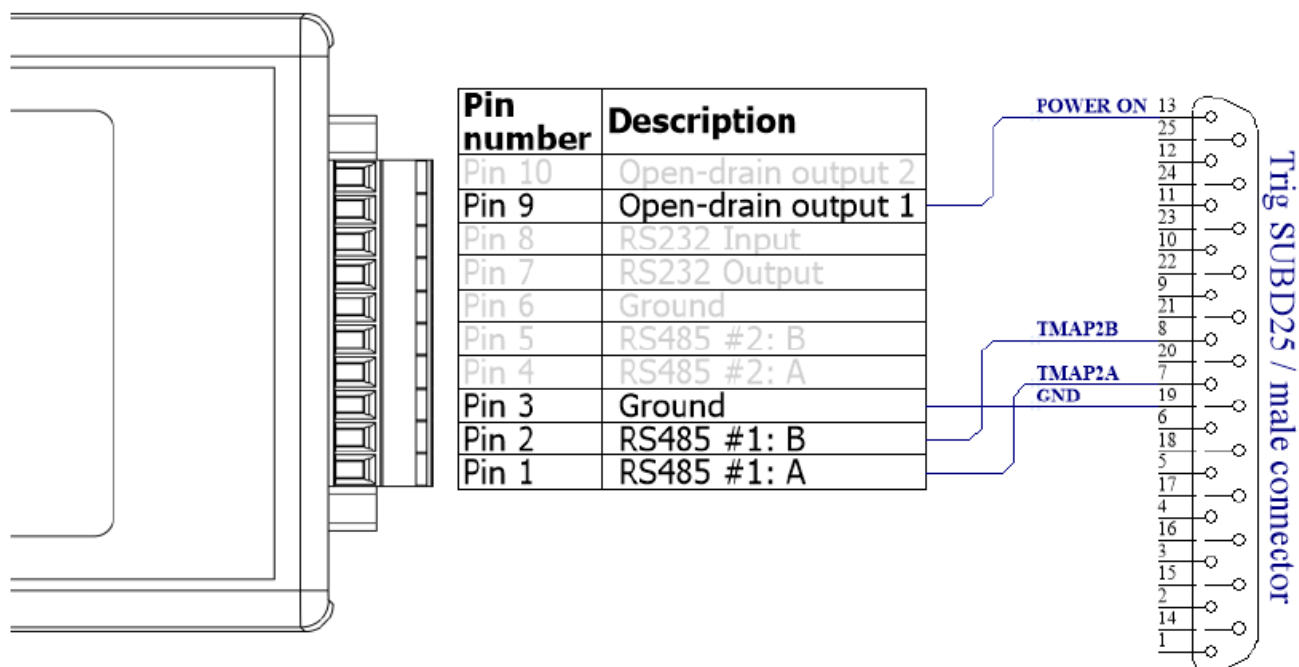 Pin number Description
Pin 10 Open-drain output 2
Pin 9 Open-drain output 1
Pin 8 RS232 Input
Pin 7 RS232 Output
Pin 6 Ground
Pin 5 RS485 #2: B
Pin 4 RS485 #2: A
Pin 3 Ground
Pin 2 RS485 #1: B
Pin 1 RS485 #1: A
POWER ON 13
25
12
24
11
23
10
22
9
21
TMAP2B 8
20
TMAP2A 7
GND 19
6
18
5
17
4
16
3
15
2
14
1
Trig SUBD25 / male connector